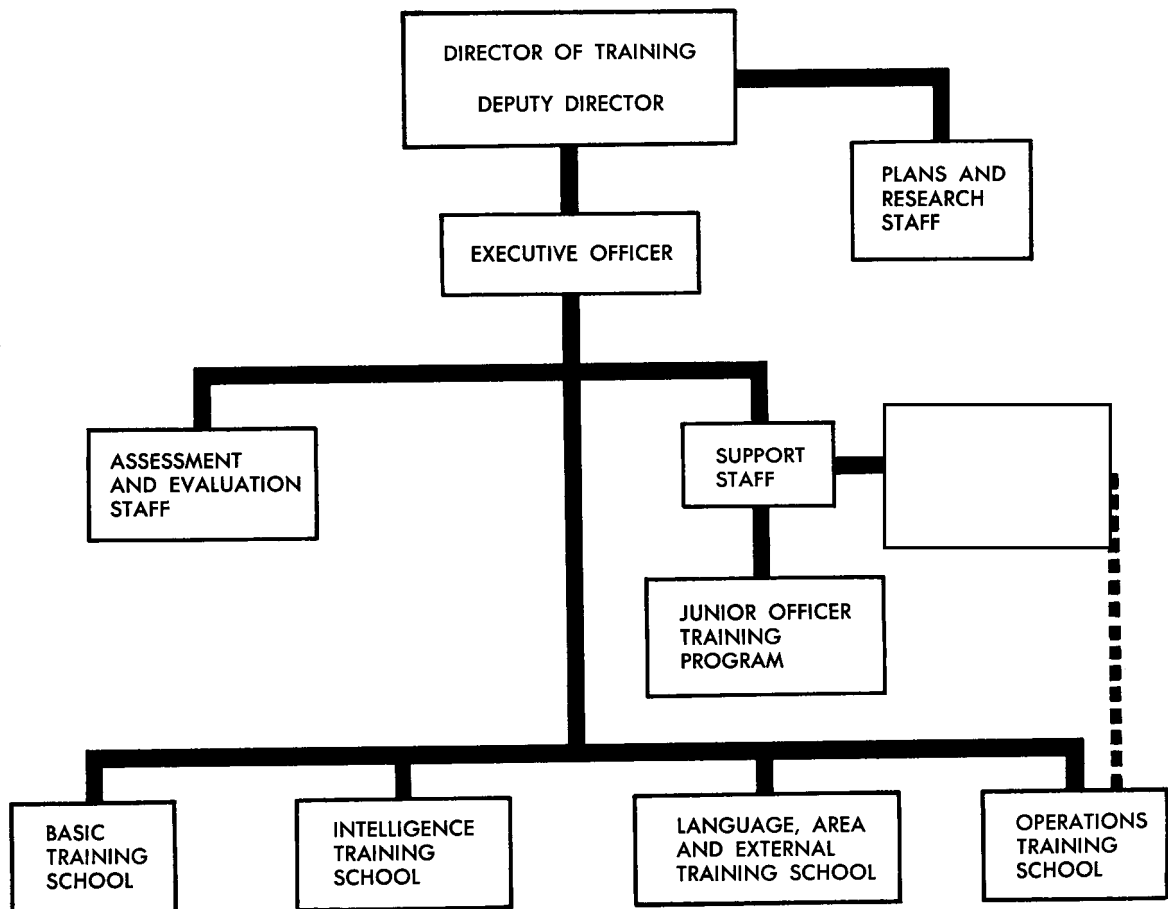 DIRECTOR OF TRAINING
DEPUTY DIRECTOR
PLANS AND
RESEARCH
STAFF
EXECUTIVE OFFICER
ASSESSMENT
AND EVALUATION
STAFF
SUPPORT
STAFF
JUNIOR OFFICER
TRAINING
PROGRAM
BASIC
TRAINING
SCHOOL
INTELLIGENCE
TRAINING
SCHOOL
LANGUAGE, AREA
AND EXTERNAL
TRAINING SCHOOL
OPERATIONS
TRAINING
SCHOOL